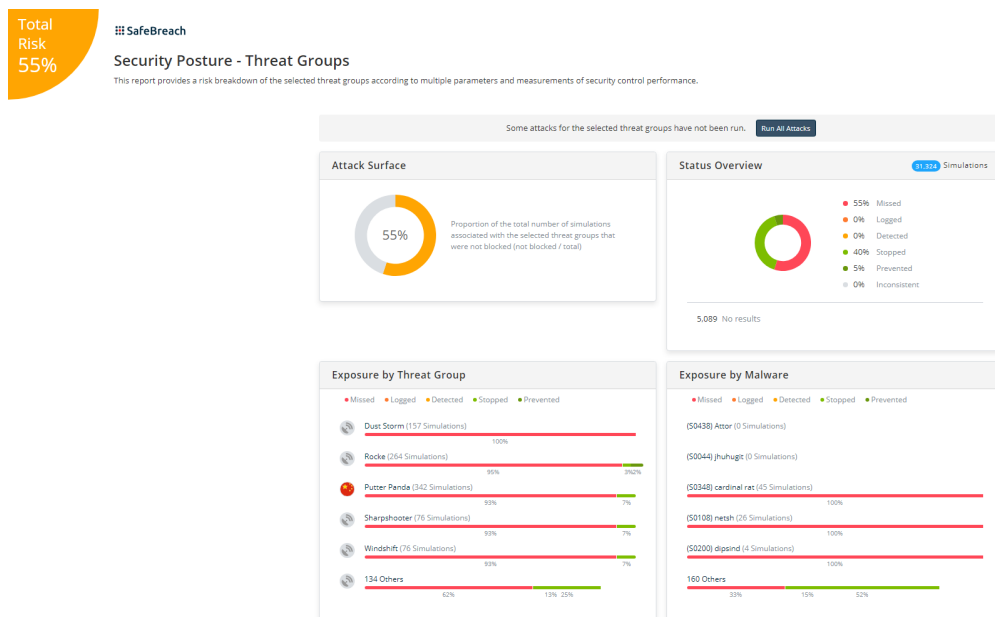 Total
Risk
55%
SafeBreach
Security Posture - Threat Groups
This report provides a risk breakdown of the selected threat groups according to multiple parameters and measurements of security control performance.
Some attacks for the selected threat groups have not been run. Run All Attacks
Attack Surface
55%
Proportion of the total number of simulations
associated with the selected threat groups that
were not blocked (not blocked / total)
Status Overview 31,324 Simulations
55% Missed
0% Logged
0% Detected
40% Stopped
5% Prevented
0% Inconsistent
5,089 No results
Exposure by Threat Group
Missed Logged Detected Stopped Prevented
Dust Storm (157 Simulations)
100%
Rocke (264 Simulations)
95% 3%2%
Putter Panda (342 Simulations)
93% 7%
Sharpshooter (76 Simulations)
93% 7%
Windshift (76 Simulations)
93% 7%
134 Others
62% 13% 25%
Exposure by Malware
Missed Logged Detected Stopped Prevented
(S0438) Attor (0 Simulations)
(S0044) jhuhugit (0 Simulations)
(S0348) cardinal rat (45 Simulations)
100%
(S0108) netsh (26 Simulations)
100%
(S0200) dipsind (4 Simulations)
100%
160 Others
33% 15% 52%